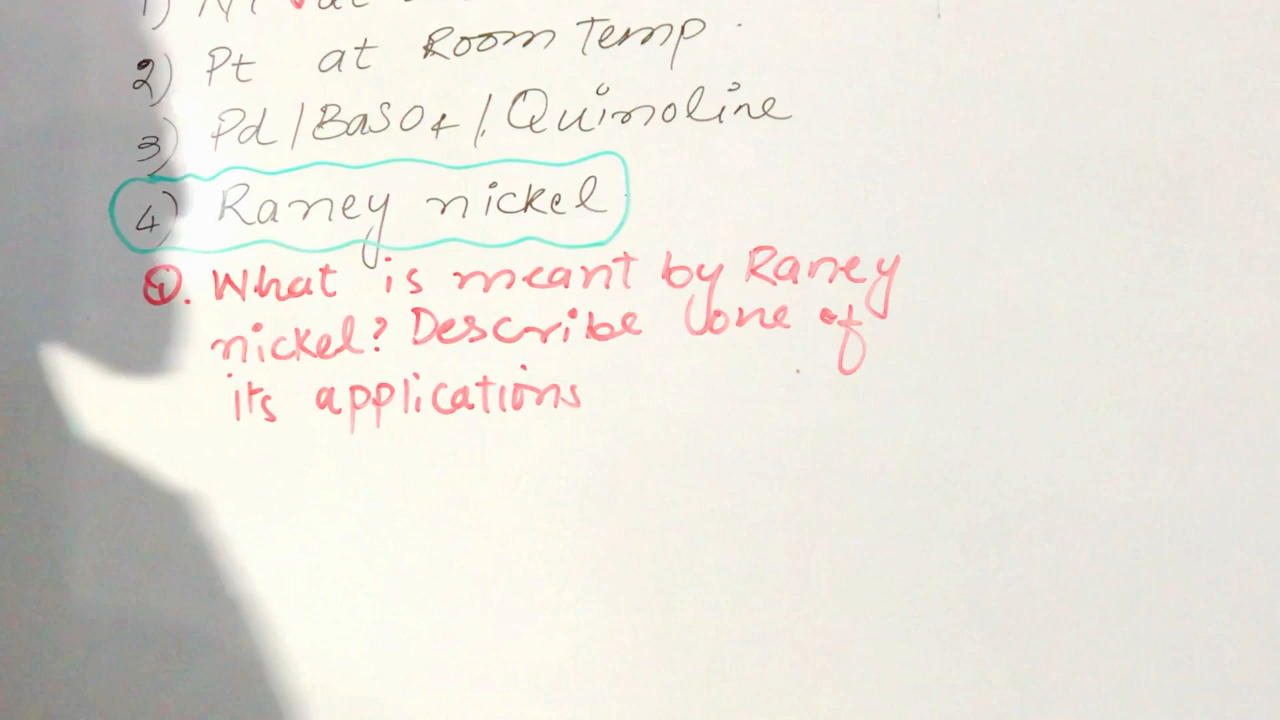 2) Pt at Room Temp.
3) Pd/BaSO4/Quinoline
4) Raney nickel
Q. What is meant by Raney
nickel? Describe one of
its applications